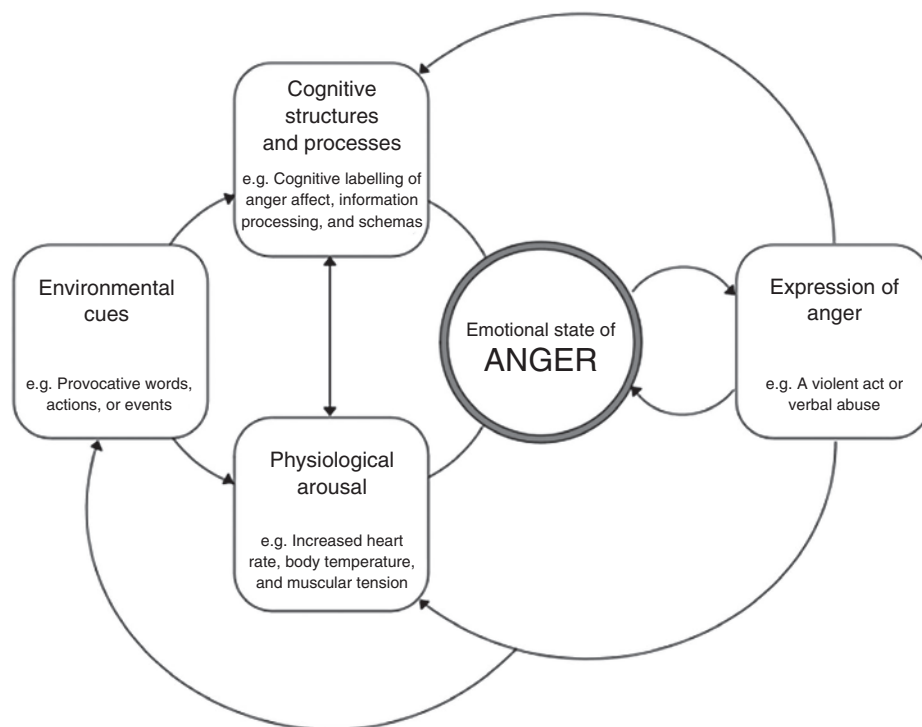 Cognitive
structures
and processes
e.g. Cognitive labelling of
anger affect, information
processing, and schemas
Environmental
cues
e.g. Provocative words,
actions, or events
Emotional state of
ANGER
Expression of
anger
e.g. A violent act or
verbal abuse
Physiological
arousal
e.g. Increased heart
rate, body temperature,
and muscular tension